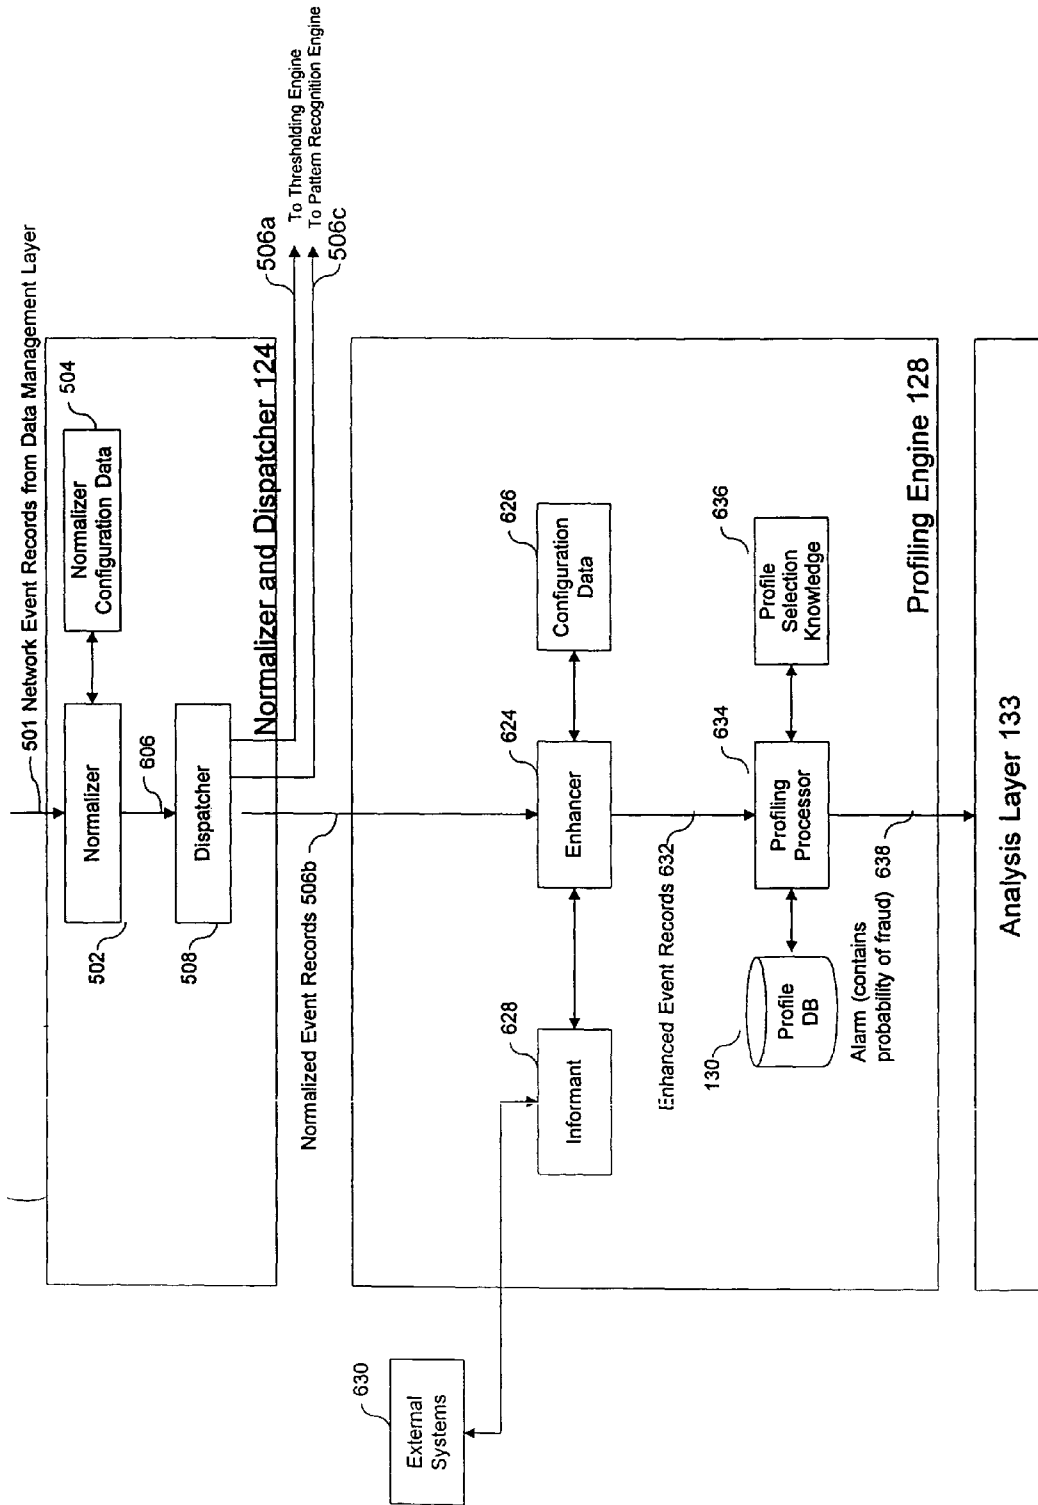 501 Network Event Records from Data Management Layer
Normalizer
502
Normalizer
Configuration Data
504
606
Dispatcher
508
Normalizer and Dispatcher 124
506a
To Thresholding Engine
To Pattern Recognition Engine
506c
Normalized Event Records 506b
External
Systems
630
Informant
628
Enhancer
624
Configuration
Data
626
Enhanced Event Records 632
130
Profile
DB
Profiling
Processor
634
Profile
Selection
Knowledge
636
Alarm (contains
probability of fraud) 638
Profiling Engine 128
Analysis Layer 133